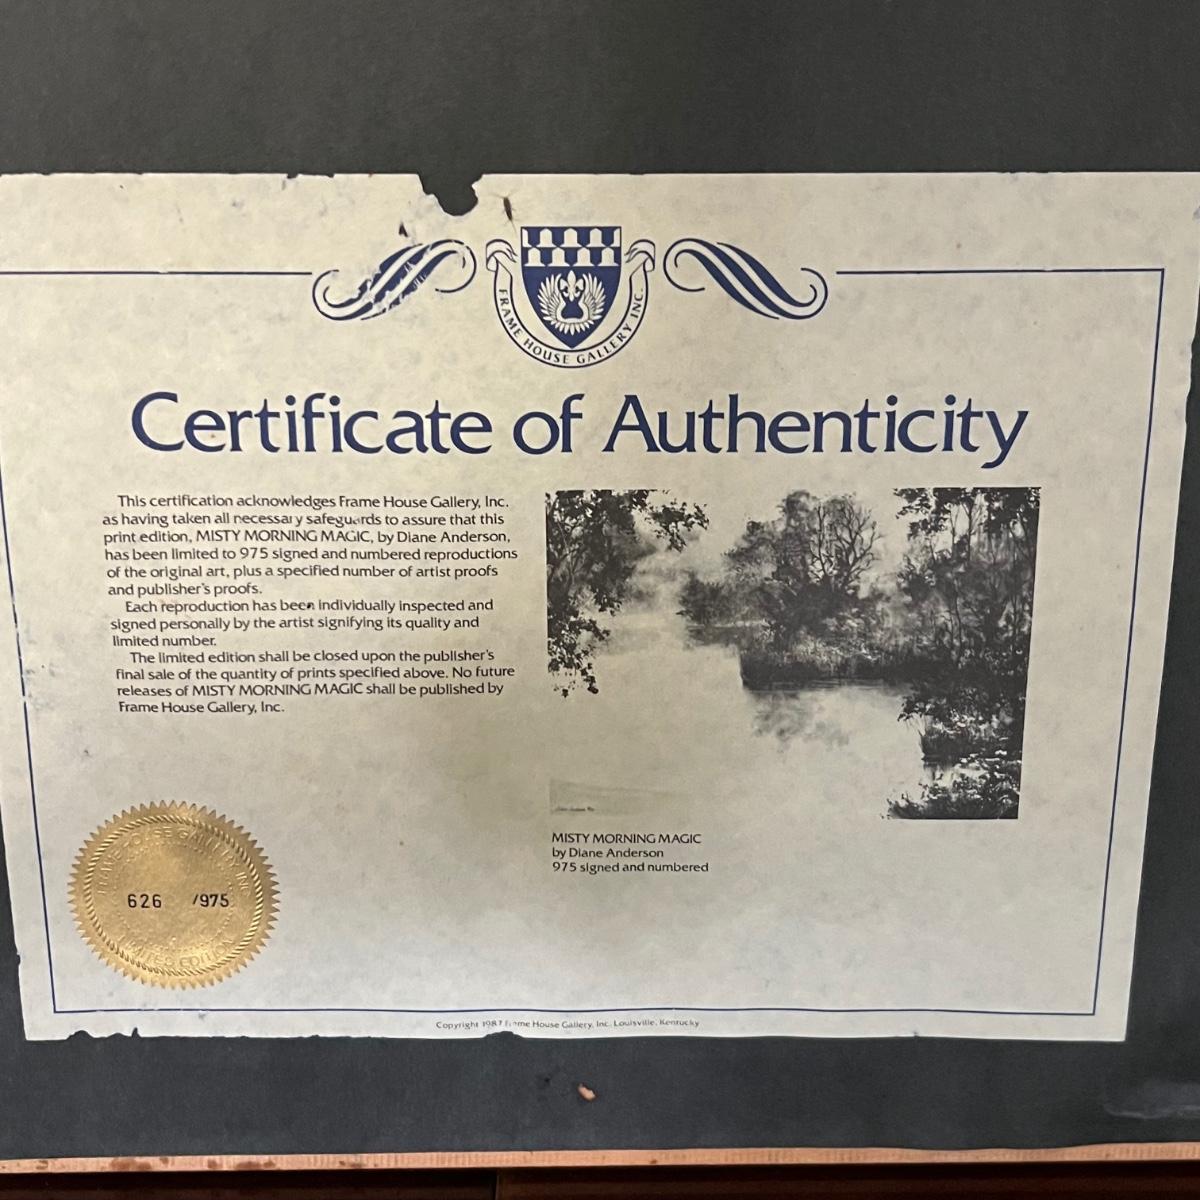 FRAME HOUSE GALLERY INC.
Certificate of Authenticity
This certification acknowledges Frame House Gallery, Inc.
as having taken all necessary safeguards to assure that this
print edition, MISTY MORNING MAGIC, by Diane Anderson,
has been limited to 975 signed and numbered reproductions
of the original art, plus a specified number of artist proofs
and publisher's proofs.
Each reproduction has been individually inspected and
signed personally by the artist signifying its quality and
limited number.
The limited edition shall be closed upon the publisher's
final sale of the quantity of prints specified above. No future
releases of MISTY MORNING MAGIC shall be published by
Frame House Gallery, Inc.
MISTY MORNING MAGIC
by Diane Anderson
975 signed and numbered
FRAME HOUSE GALLERY INC
626 /975
LIMITED EDITION
Copyright 1987 Frame House Gallery, Inc. Louisville, Kentucky